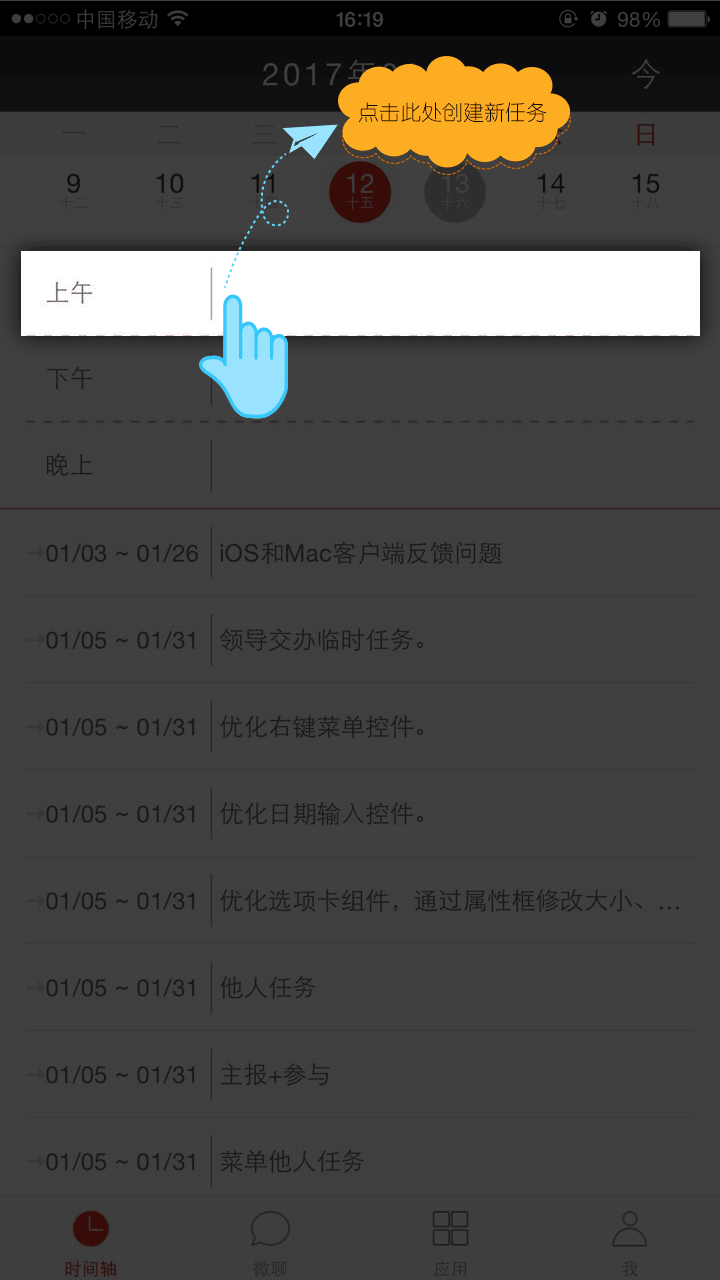 中国移动 16:19 98%
2017年 今
点击此处创建新任务
一 二 三 日
9 10 11 12 13 14 15
十二 十三 十四 十五 十六 十七 十八
上午
下午
晚上
01/03 ~ 01/26 iOS和Mac客户端反馈问题
01/05 ~ 01/31 领导交办临时任务。
01/05 ~ 01/31 优化右键菜单控件。
01/05 ~ 01/31 优化日期输入控件。
01/05 ~ 01/31 优化选项卡组件，通过属性框修改大小、…
01/05 ~ 01/31 他人任务
01/05 ~ 01/31 主报+参与
01/05 ~ 01/31 菜单他人任务
时间轴 微聊 应用 我